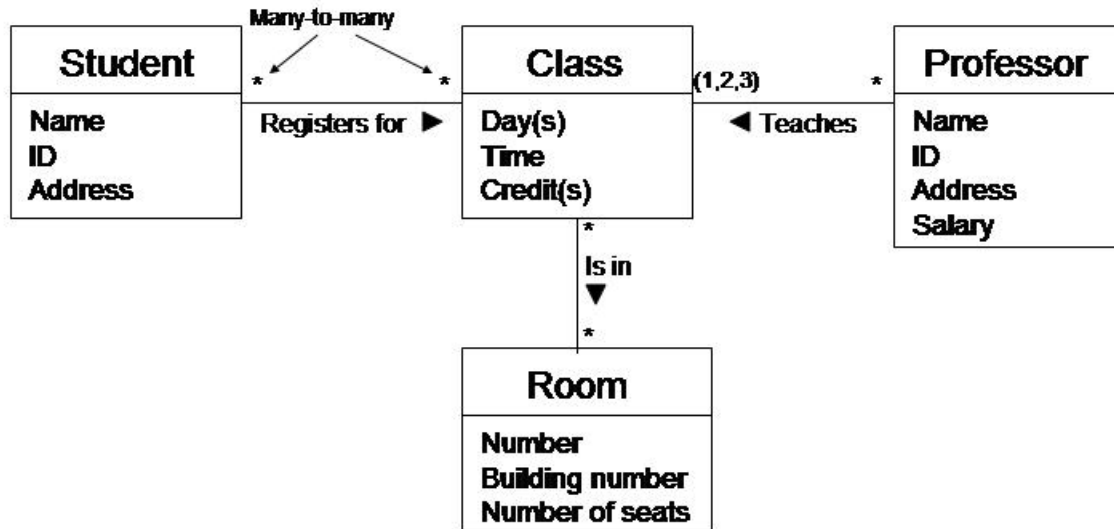 Many-to-many
Student
* *
Registers for ►
Name
ID
Address
Class
Day(s)
Time
Credit(s)
(1,2,3) *
◄ Teaches
Professor
Name
ID
Address
Salary
*
Is in
▼
*
Room
Number
Building number
Number of seats